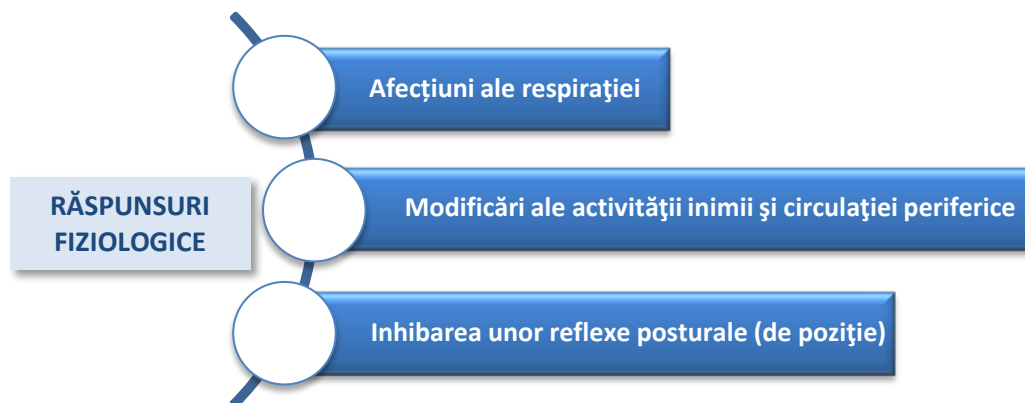 Afecțiuni ale respiraţiei
RĂSPUNSURI
FIZIOLOGICE
Modificări ale activităţii inimii şi circulaţiei periferice
Inhibarea unor reflexe posturale (de poziţie)